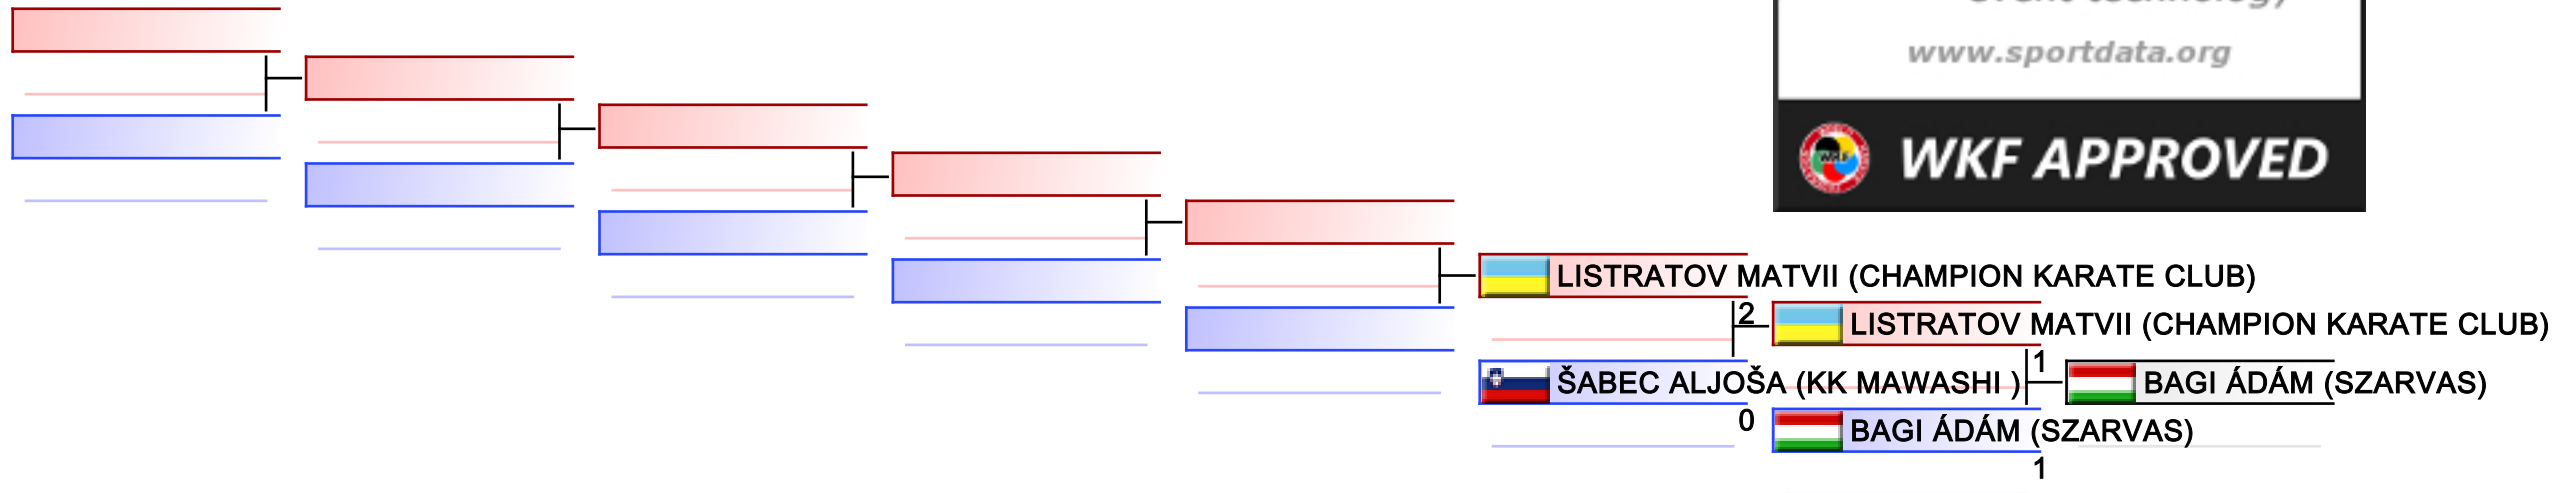 www.sportdata.org
WKF APPROVED
LISTRATOV MATVII (CHAMPION KARATE CLUB)
2
LISTRATOV MATVII (CHAMPION KARATE CLUB)
1
ŠABEC ALJOŠA (KK MAWASHI )
BAGI ÁDÁM (SZARVAS)
0
BAGI ÁDÁM (SZARVAS)
1